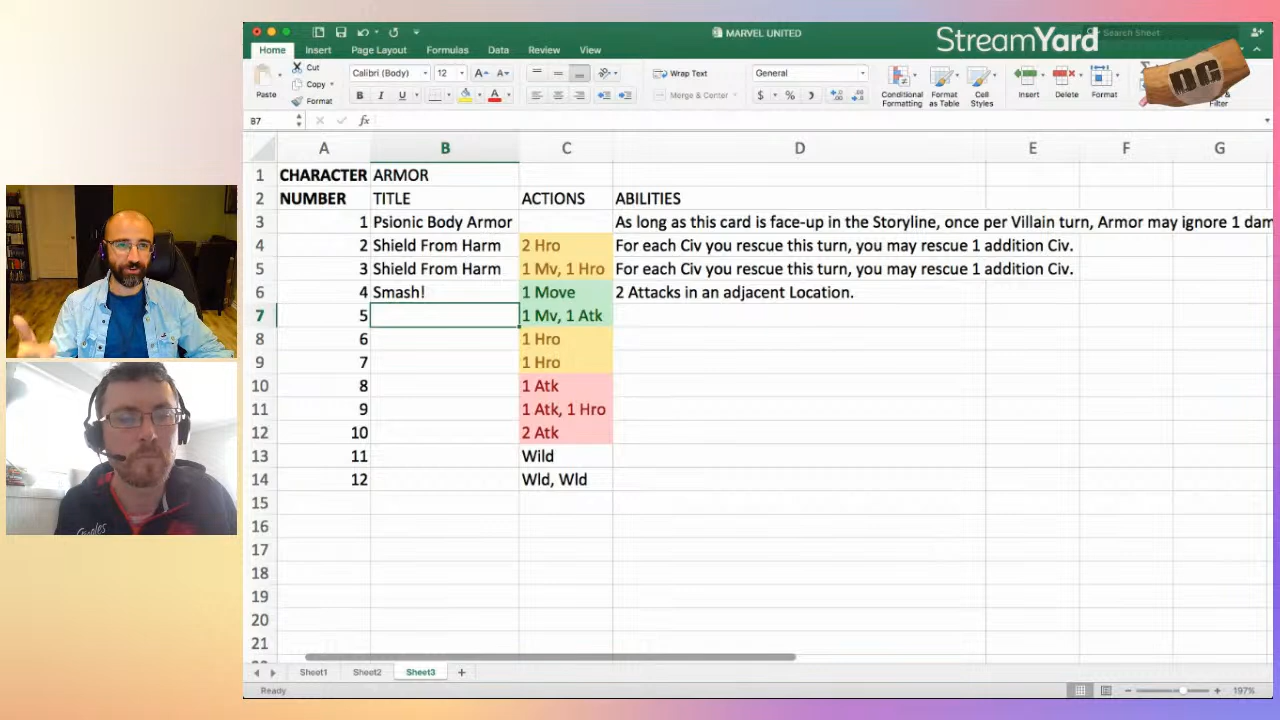 MARVEL UNITED
StreamYard
Search Sheet
DG
Home Insert Page Layout Formulas Data Review View
Cut
Copy
Format
Paste
Calibri (Body) 12
Wrap Text
Merge & Center
General
Conditional Formatting
Format as Table
Cell Styles
Insert
Delete
Format
Filter
B7
fx
A B C D E F G
1 CHARACTER ARMOR
2 NUMBER TITLE ACTIONS ABILITIES
3 1 Psionic Body Armor As long as this card is face-up in the Storyline, once per Villain turn, Armor may ignore 1 dam
4 2 Shield From Harm 2 Hro For each Civ you rescue this turn, you may rescue 1 addition Civ.
5 3 Shield From Harm 1 Mv, 1 Hro For each Civ you rescue this turn, you may rescue 1 addition Civ.
6 4 Smash! 1 Move 2 Attacks in an adjacent Location.
7 5 1 Mv, 1 Atk
8 6 1 Hro
9 7 1 Hro
10 8 1 Atk
11 9 1 Atk, 1 Hro
12 10 2 Atk
13 11 Wild
14 12 Wld, Wld
15
16
17
18
19
20
21
Sheet1 Sheet2 Sheet3
Ready
197%